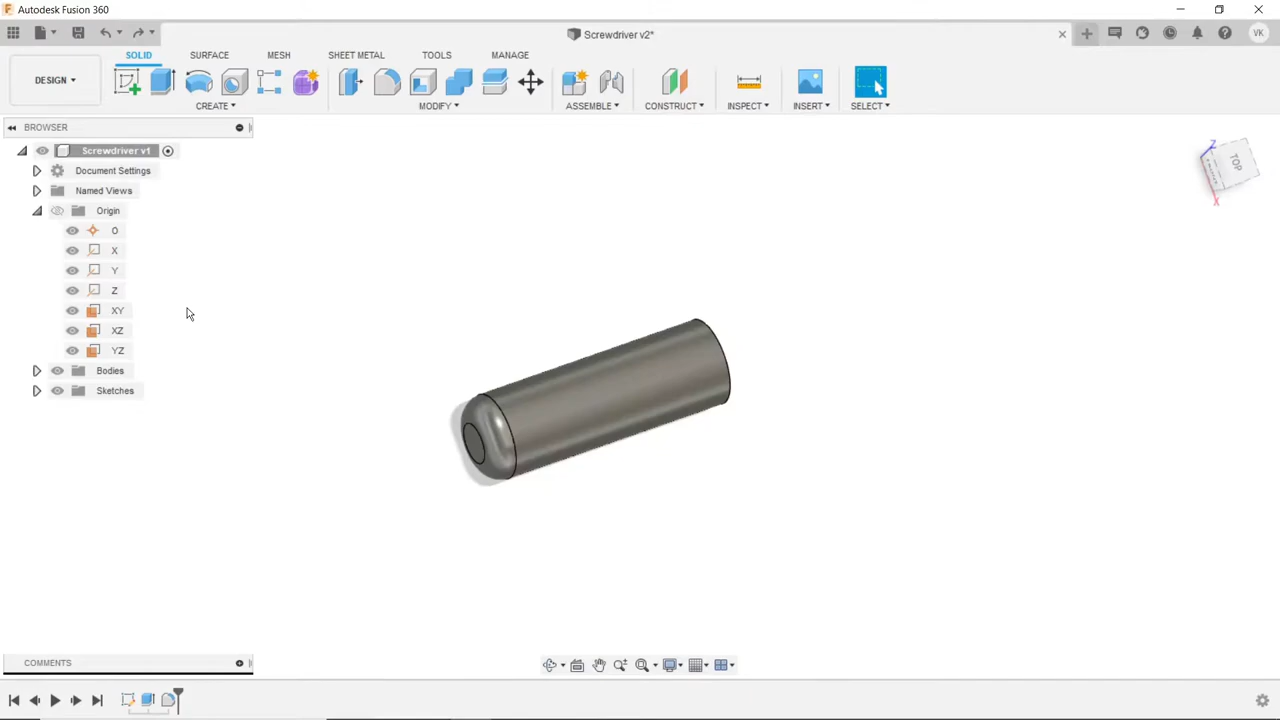 Autodesk Fusion 360
Screwdriver v2*
VK
SOLID SURFACE MESH SHEET METAL TOOLS MANAGE
DESIGN
CREATE MODIFY ASSEMBLE CONSTRUCT INSPECT INSERT SELECT
BROWSER
Screwdriver v1
Document Settings
Named Views
Origin
O
X
Y
Z
XY
XZ
YZ
Bodies
Sketches
Z
TOP
X
COMMENTS